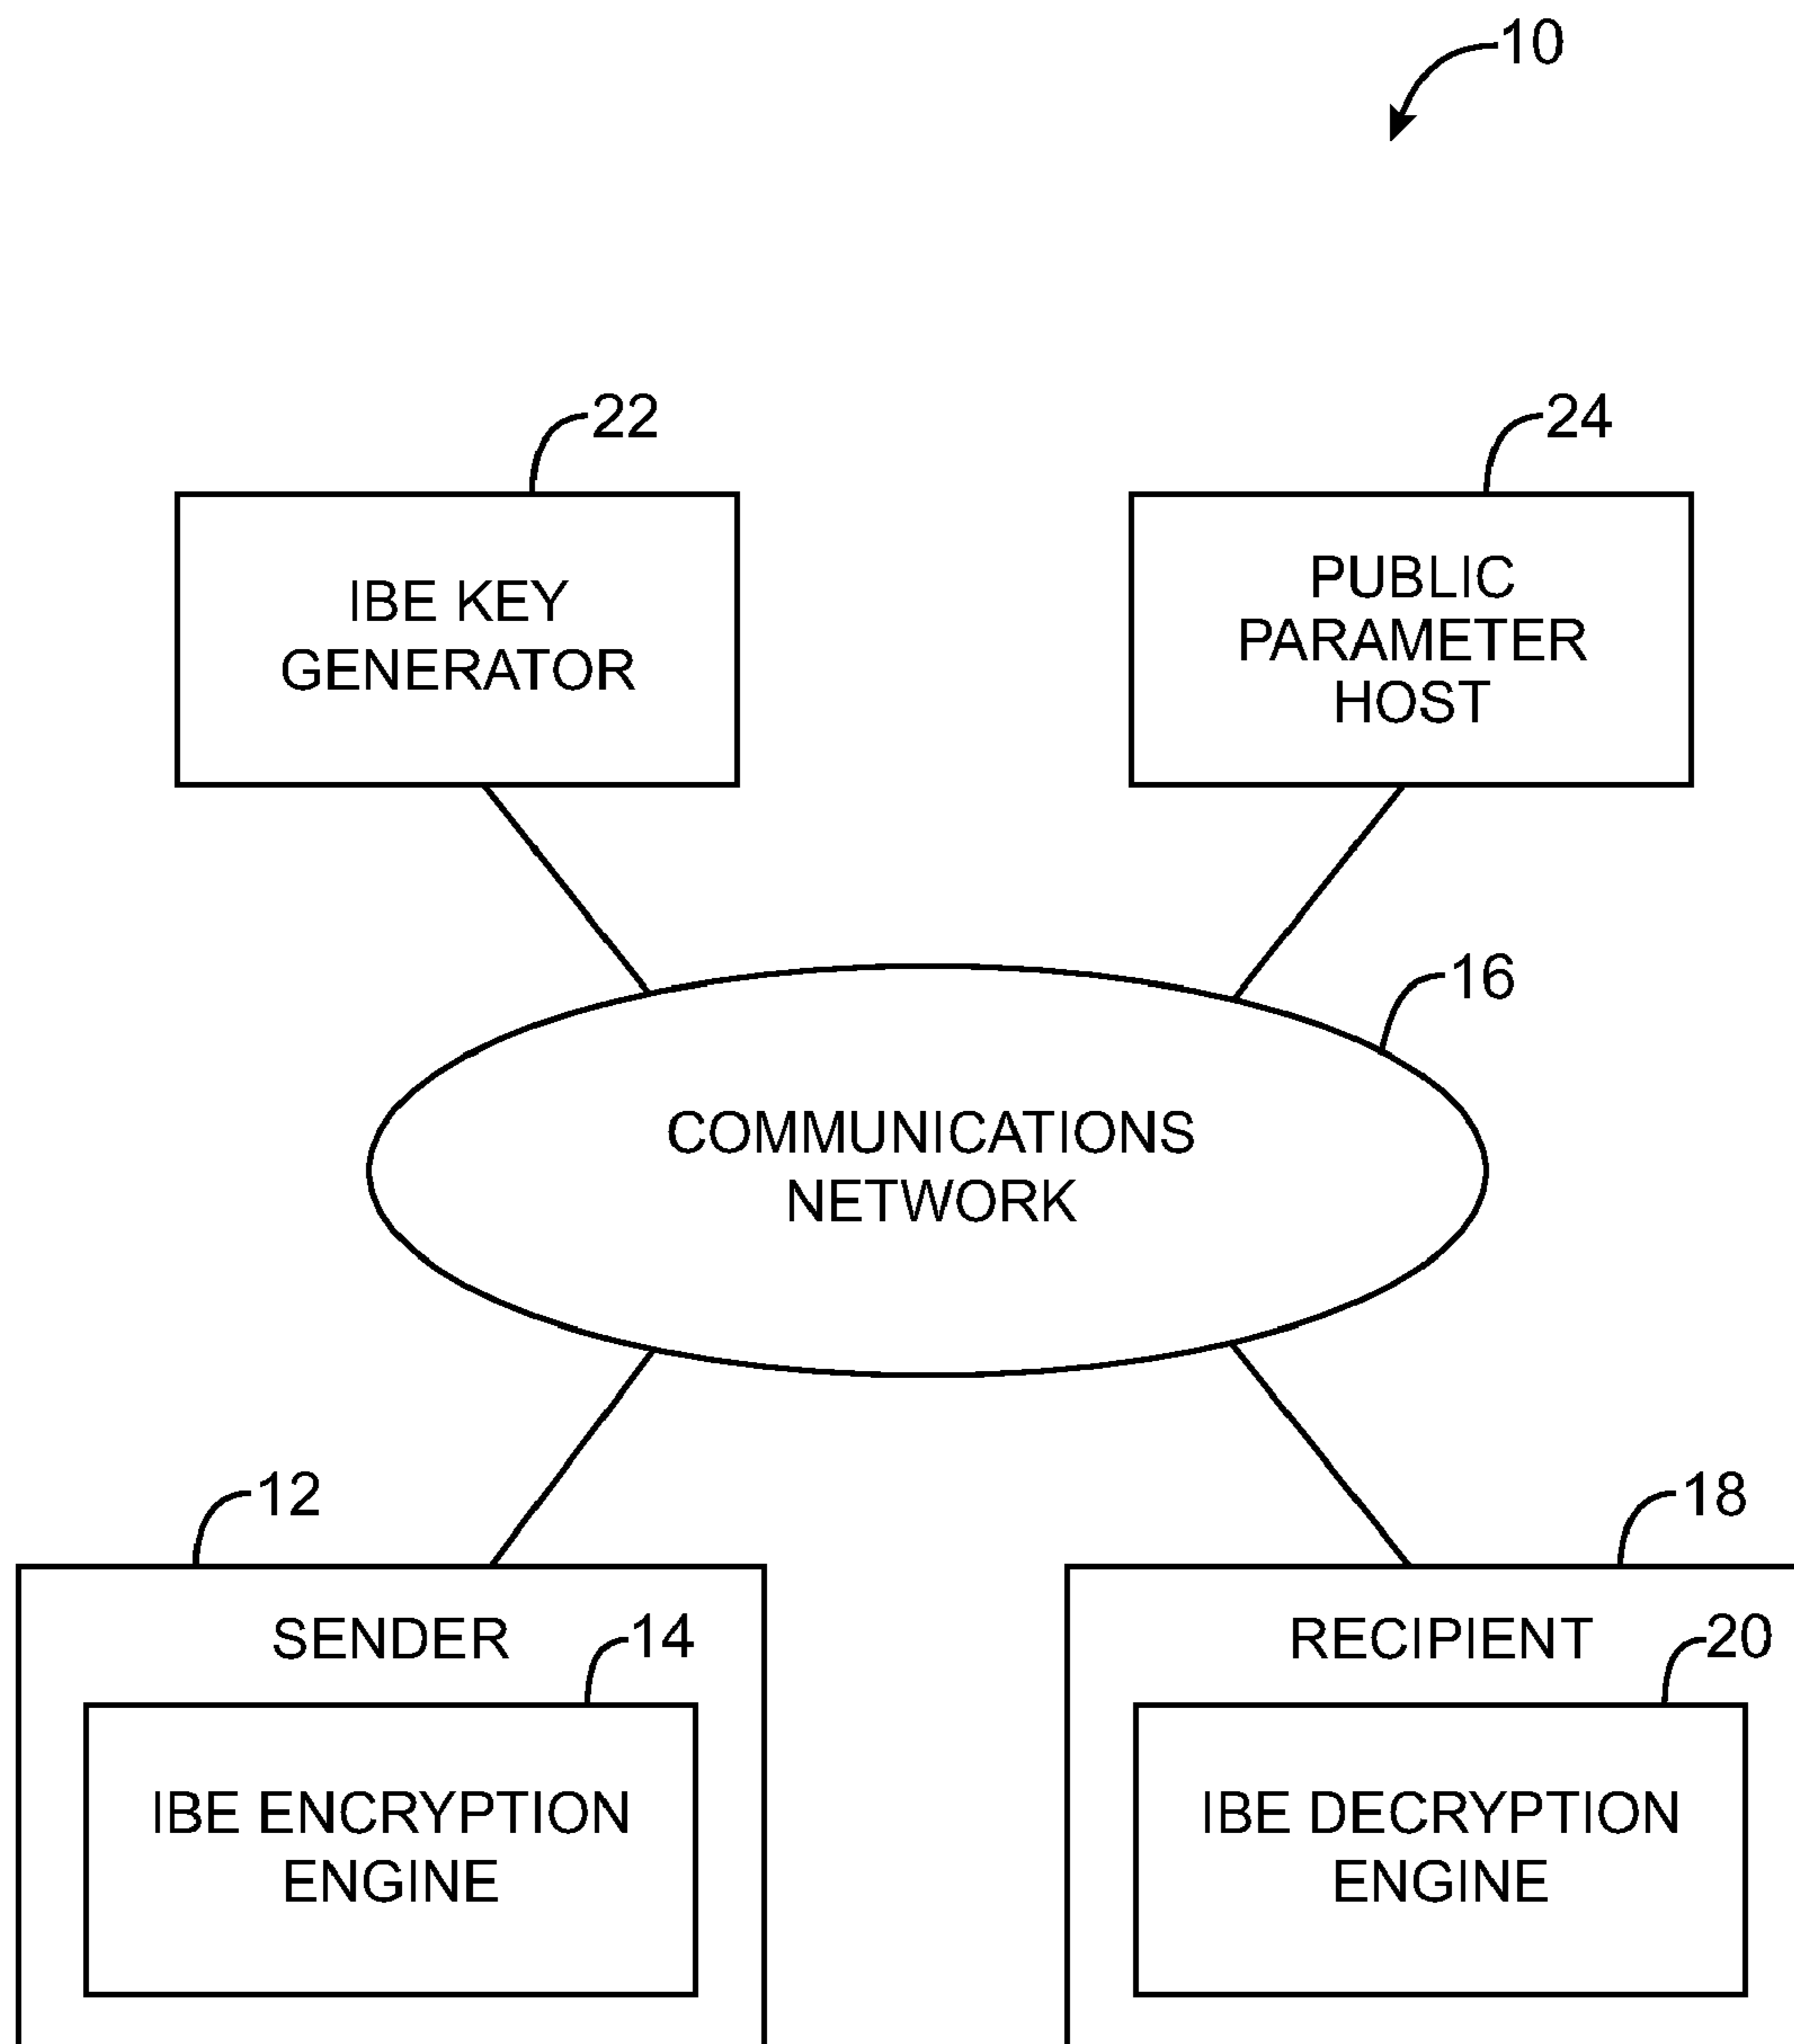 10
22
24
IBE KEY
GENERATOR
PUBLIC
PARAMETER
HOST
16
COMMUNICATIONS
NETWORK
12
18
SENDER
14
RECIPIENT
20
IBE ENCRYPTION
ENGINE
IBE DECRYPTION
ENGINE